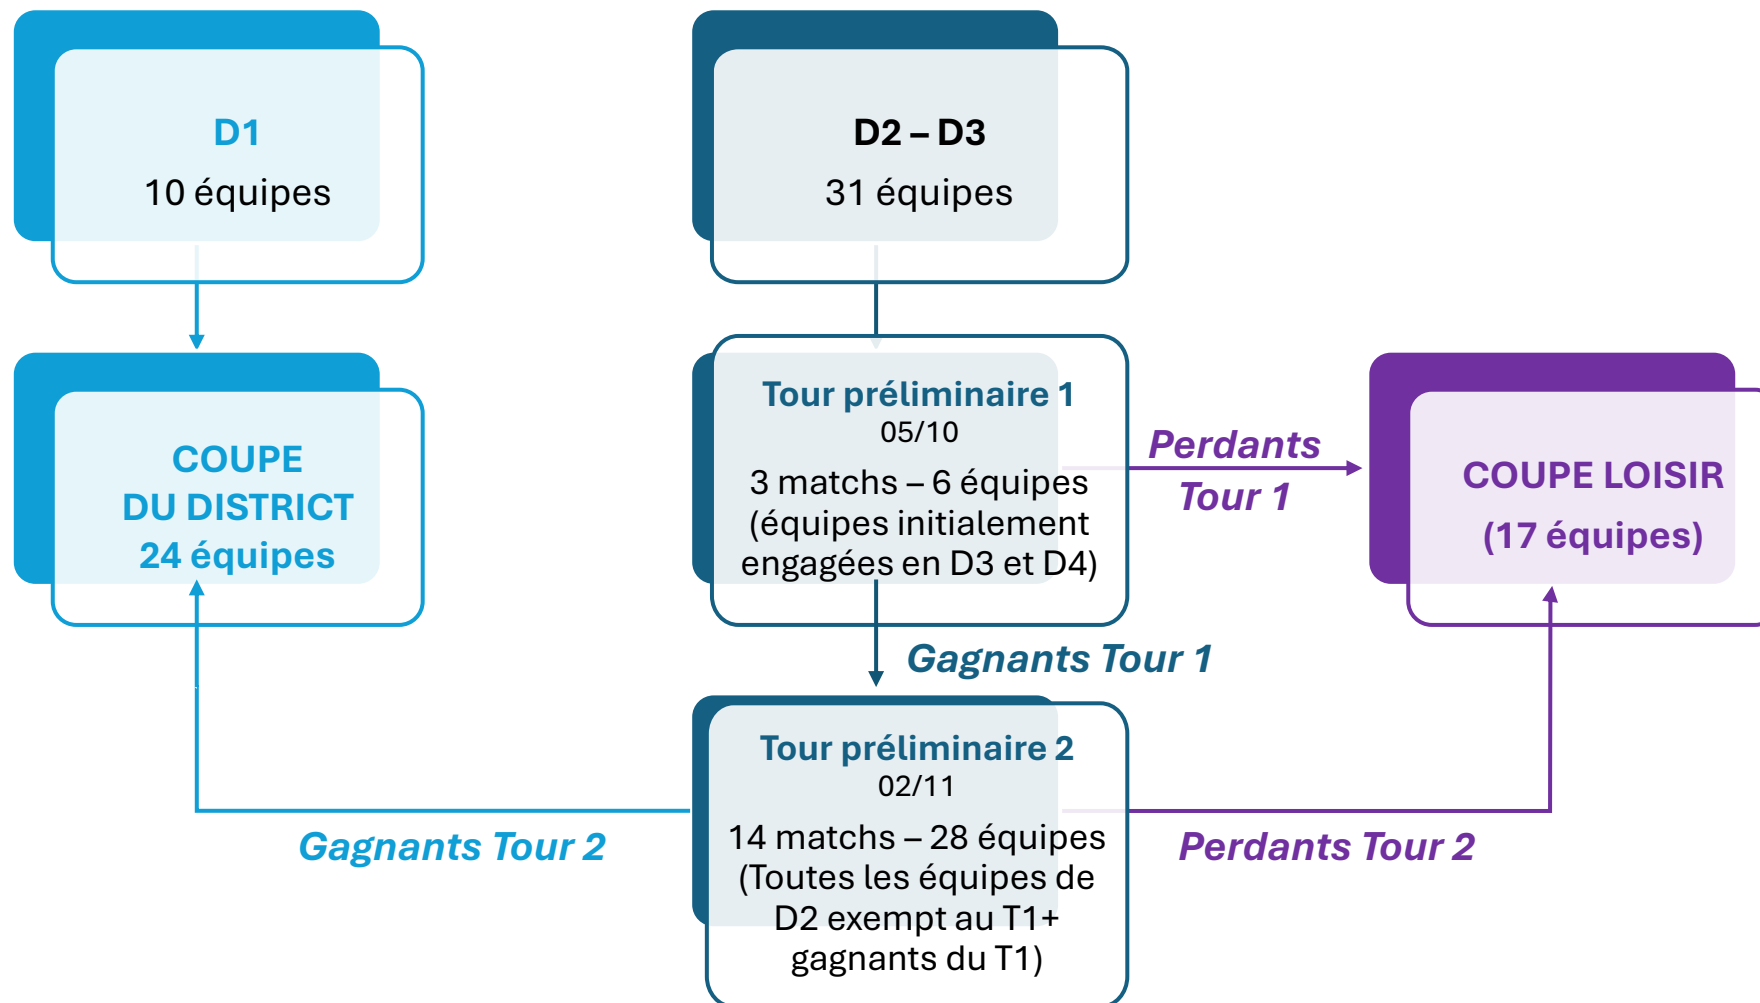 D1
10 équipes
D2 – D3
31 équipes
COUPE
DU DISTRICT
24 équipes
Tour préliminaire 1
05/10
3 matchs – 6 équipes
(équipes initialement
engagées en D3 et D4)
Perdants
Tour 1
COUPE LOISIR
(17 équipes)
Gagnants Tour 1
Tour préliminaire 2
02/11
14 matchs – 28 équipes
(Toutes les équipes de
D2 exempt au T1+
gagnants du T1)
Gagnants Tour 2
Perdants Tour 2